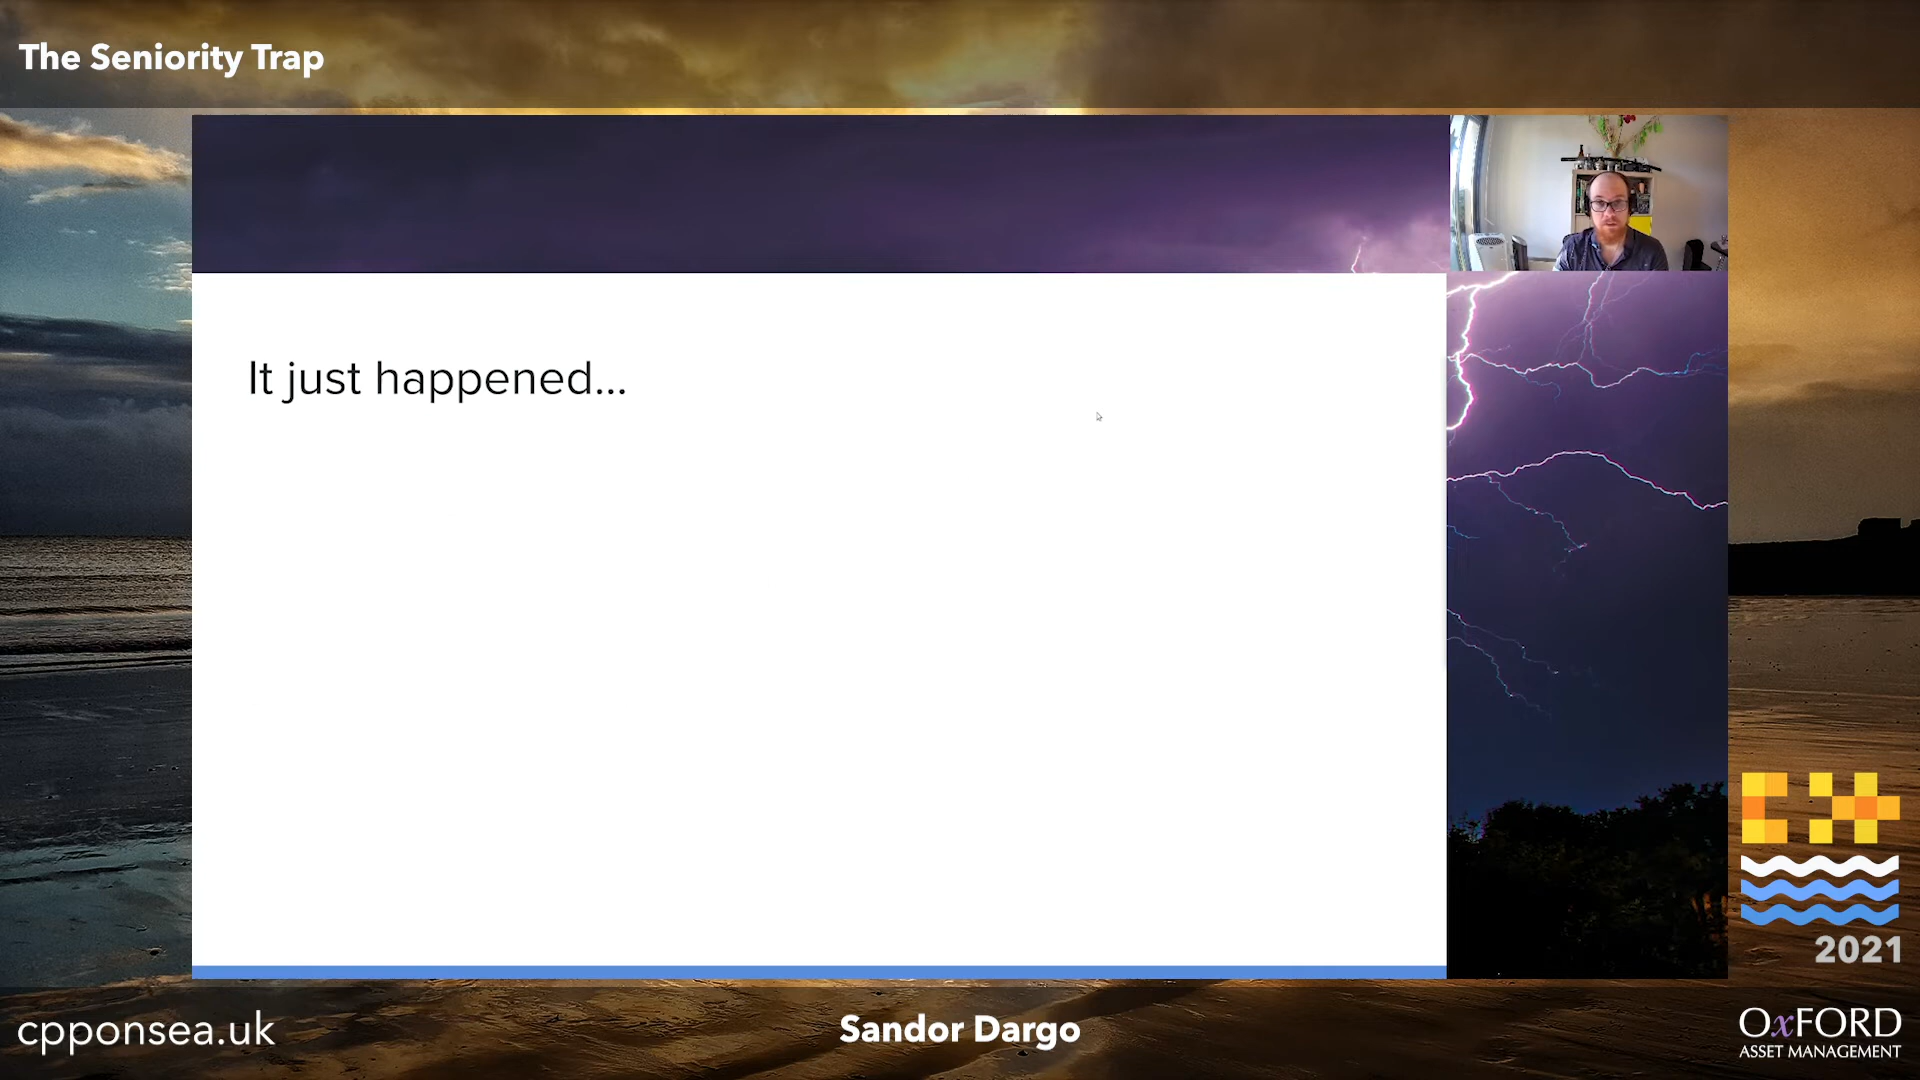 The Seniority Trap
It just happened...
2021
cpponsea.uk
Sandor Dargo
OxFORD
ASSET MANAGEMENT